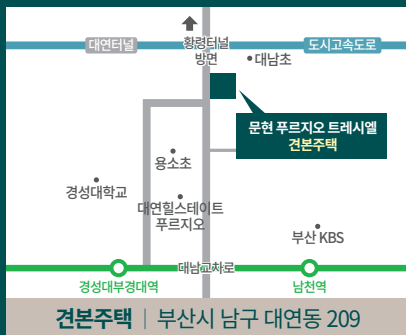 황령터널
방면
대연터널
도시고속도로
대남초
문현 푸르지오 트레시엘
견본주택
용소초
경성대학교
대연힐스테이트
푸르지오
부산 KBS
대남교차로
경성대부경대역
남천역
견본주택 | 부산시 남구 대연동 209